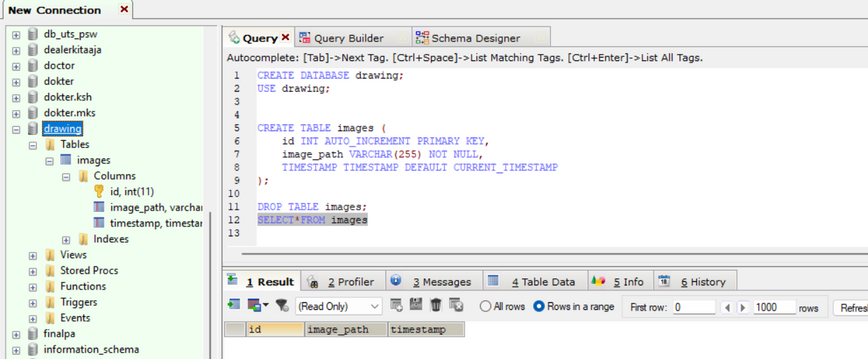 New Connection
db_uts_psw
dealerkitaaja
doctor
dokter
dokter.ksh
dokter.mks
drawing
Tables
images
Columns
id, int(11)
image_path, varchar
timestamp, timestar
Indexes
Views
Stored Procs
Functions
Triggers
Events
finalpa
information_schema
Query Query Builder Schema Designer
Autocomplete: [Tab]->Next Tag. [Ctrl+Space]->List Matching Tags. [Ctrl+Enter]->List All Tags.
1 CREATE DATABASE drawing;
2 USE drawing;
3
4
5 CREATE TABLE images (
6 id INT AUTO_INCREMENT PRIMARY KEY,
7 image_path VARCHAR(255) NOT NULL,
8 TIMESTAMP TIMESTAMP DEFAULT CURRENT_TIMESTAMP
9 );
10
11 DROP TABLE images;
12 SELECT*FROM images
13
1 Result 2 Profiler 3 Messages 4 Table Data 5 Info 6 History
(Read Only) All rows Rows in a range First row: 0 1000 rows Refres
id image_path timestamp